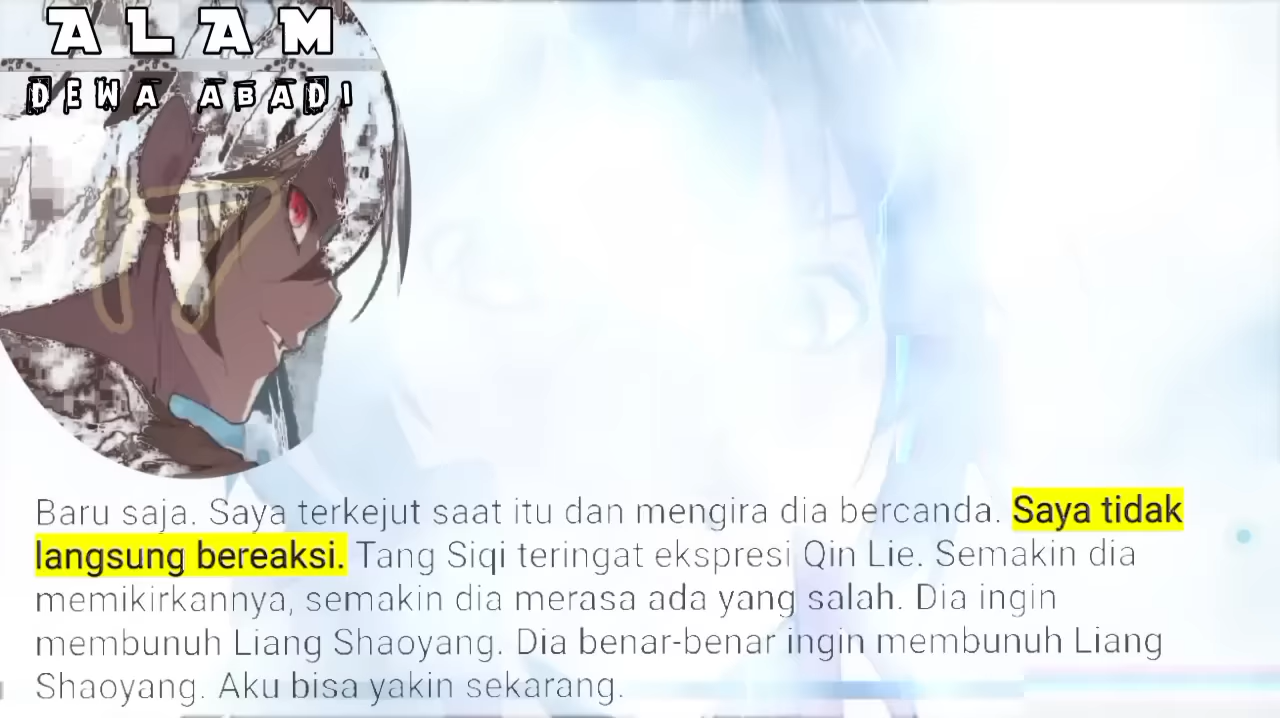 ALAM
DEWA ABADI
Baru saja. Saya terkejut saat itu dan mengira dia bercanda. Saya tidak
langsung bereaksi. Tang Siqi teringat ekspresi Qin Lie. Semakin dia
memikirkannya, semakin dia merasa ada yang salah. Dia ingin
membunuh Liang Shaoyang. Dia benar-benar ingin membunuh Liang
Shaoyang. Aku bisa yakin sekarang.